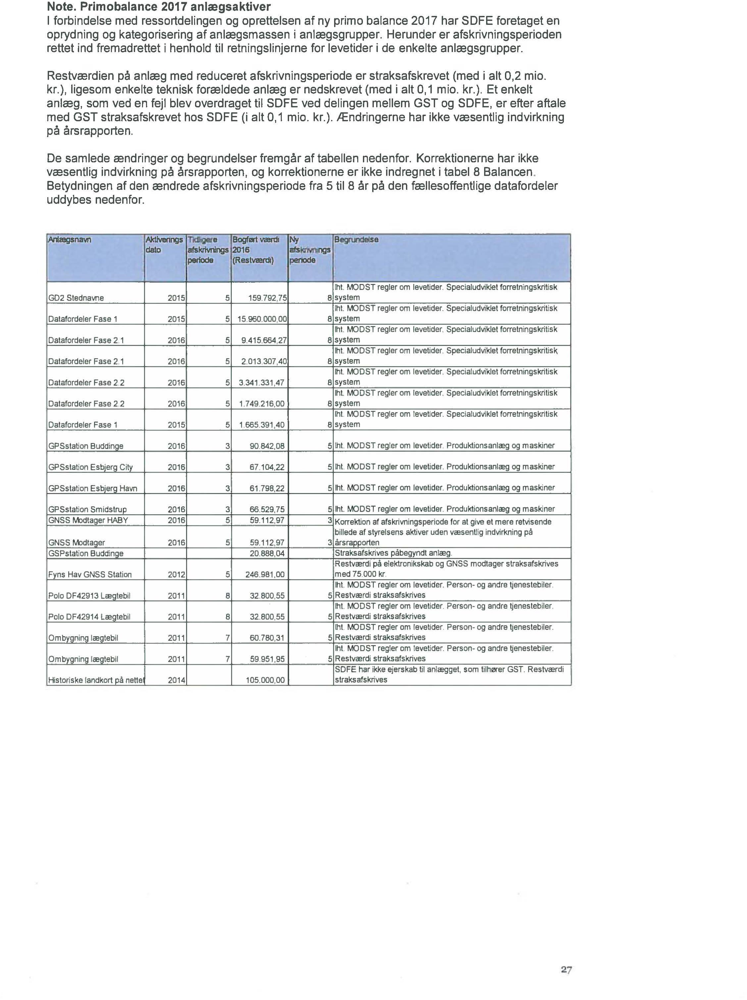 Note. Primobalance 2017 anlægsaktiver
I forbindelse med ressortdelingen og oprettelsen af ny primo balance 2017 har SDFE foretaget en
oprydning og kategorisering af anlægsmassen i anlægsgrupper. Herunder er afskrivningsperioden
rettet ind fremadrettet i henhold til retningslinjerne for levetider i de enkelte anlægsgrupper.
Restværdien på anlæg med reduceret afskrivningsperiode er straksafskrevet (med i alt 0,2 mio.
kr.), ligesom enkelte teknisk forældede anlæg er nedskrevet (med i alt 0,1 mio. kr.). Et enkelt
anlæg, som ved en fejl blev overdraget til SDFE ved delingen mellem GST og SDFE, er efter aftale
med GST straksafskrevet hos SDFE (i alt 0,1 mio. kr.). Ændringerne har ikke væsentlig indvirkning
på årsrapporten.
De samlede ændringer og begrundelser fremgår af tabellen nedenfor. Korrektionerne har ikke
væsentlig indvirkning på årsrapporten, og korrektionerne er ikke indregnet i tabel 8 Balancen.
Betydningen af den ændrede afskrivningsperiode fra 5 til 8 år på den fællesoffentlige datafordeler
uddybes nedenfor.
Anlægsnavn Aktiverings Tidligere Bogført værdi Ny Begrundelse
dato afskrivnings 2016 afskrivnings
periode (Restværdi) periode
Iht. MODST regler om levetider. Specialudviklet forretningskritisk
GD2 Stednavne 2015 5 159.792,75 8 system
Iht. MODST regler om levetider. Specialudviklet forretningskritisk
Datafordeler Fase 1 2015 5 15.960.000,00 8 system
Iht. MODST regler om levetider. Specialudviklet forretningskritisk
Datafordeler Fase 2.1 2016 5 9.415.664,27 8 system
Iht. MODST regler om levetider. Specialudviklet forretningskritisk
Datafordeler Fase 2.1 2016 5 2.013.307,40 8 system
Iht. MODST regler om levetider. Specialudviklet forretningskritisk
Datafordeler Fase 2.2 2016 5 3.341.331,47 8 system
Iht. MODST regler om levetider. Specialudviklet forretningskritisk
Datafordeler Fase 2.2 2016 5 1.749.216,00 8 system
Iht. MODST regler om levetider. Specialudviklet forretningskritisk
Datafordeler Fase 1 2015 5 1.665.391,40 8 system
GPSstation Buddinge 2016 3 90.842,08 5 Iht. MODST regler om levetider. Produktionsanlæg og maskiner
GPSstation Esbjerg City 2016 3 67.104,22 5 Iht. MODST regler om levetider. Produktionsanlæg og maskiner
GPSstation Esbjerg Havn 2016 3 61.798,22 5 Iht. MODST regler om levetider. Produktionsanlæg og maskiner
GPSstation Smidstrup 2016 3 66.529,75 5 Iht. MODST regler om levetider. Produktionsanlæg og maskiner
GNSS Modtager HABY 2016 5 59.112,97 3 Korrektion af afskrivningsperiode for at give et mere retvisende
billede af styrelsens aktiver uden væsentlig indvirkning på
GNSS Modtager 2016 5 59.112,97 3 årsrapporten
GSPstation Buddinge 20.888,04 Straksafskrives påbegyndt anlæg.
Restværdi på elektronikskab og GNSS modtager straksafskrives
Fyns Hav GNSS Station 2012 5 246.981,00 med 75.000 kr.
Iht. MODST regler om levetider. Person- og andre tjenestebiler.
Polo DF42913 Lægtebil 2011 8 32.800,55 5 Restværdi straksafskrives
Iht. MODST regler om levetider. Person- og andre tjenestebiler.
Polo DF42914 Lægtebil 2011 8 32.800,55 5 Restværdi straksafskrives
Iht. MODST regler om levetider. Person- og andre tjenestebiler.
Ombygning lægtebil 2011 7 60.780,31 5 Restværdi straksafskrives
Iht. MODST regler om levetider. Person- og andre tjenestebiler.
Ombygning lægtebil 2011 7 59.951,95 5 Restværdi straksafskrives
SDFE har ikke ejerskab til anlægget, som tilhører GST. Restværdi
Historiske landkort på nettet 2014 105.000,00 straksafskrives
27